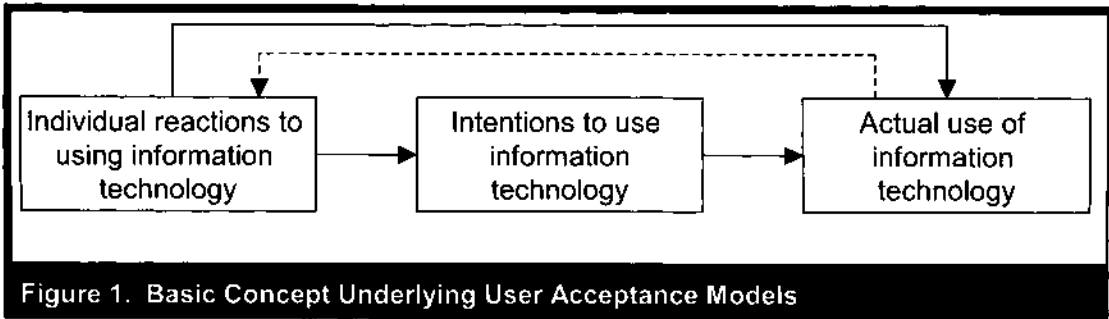 Individual reactions to
using information
technology
Intentions to use
information
technology
Actual use of
information
technology
Figure 1. Basic Concept Underlying User Acceptance Models